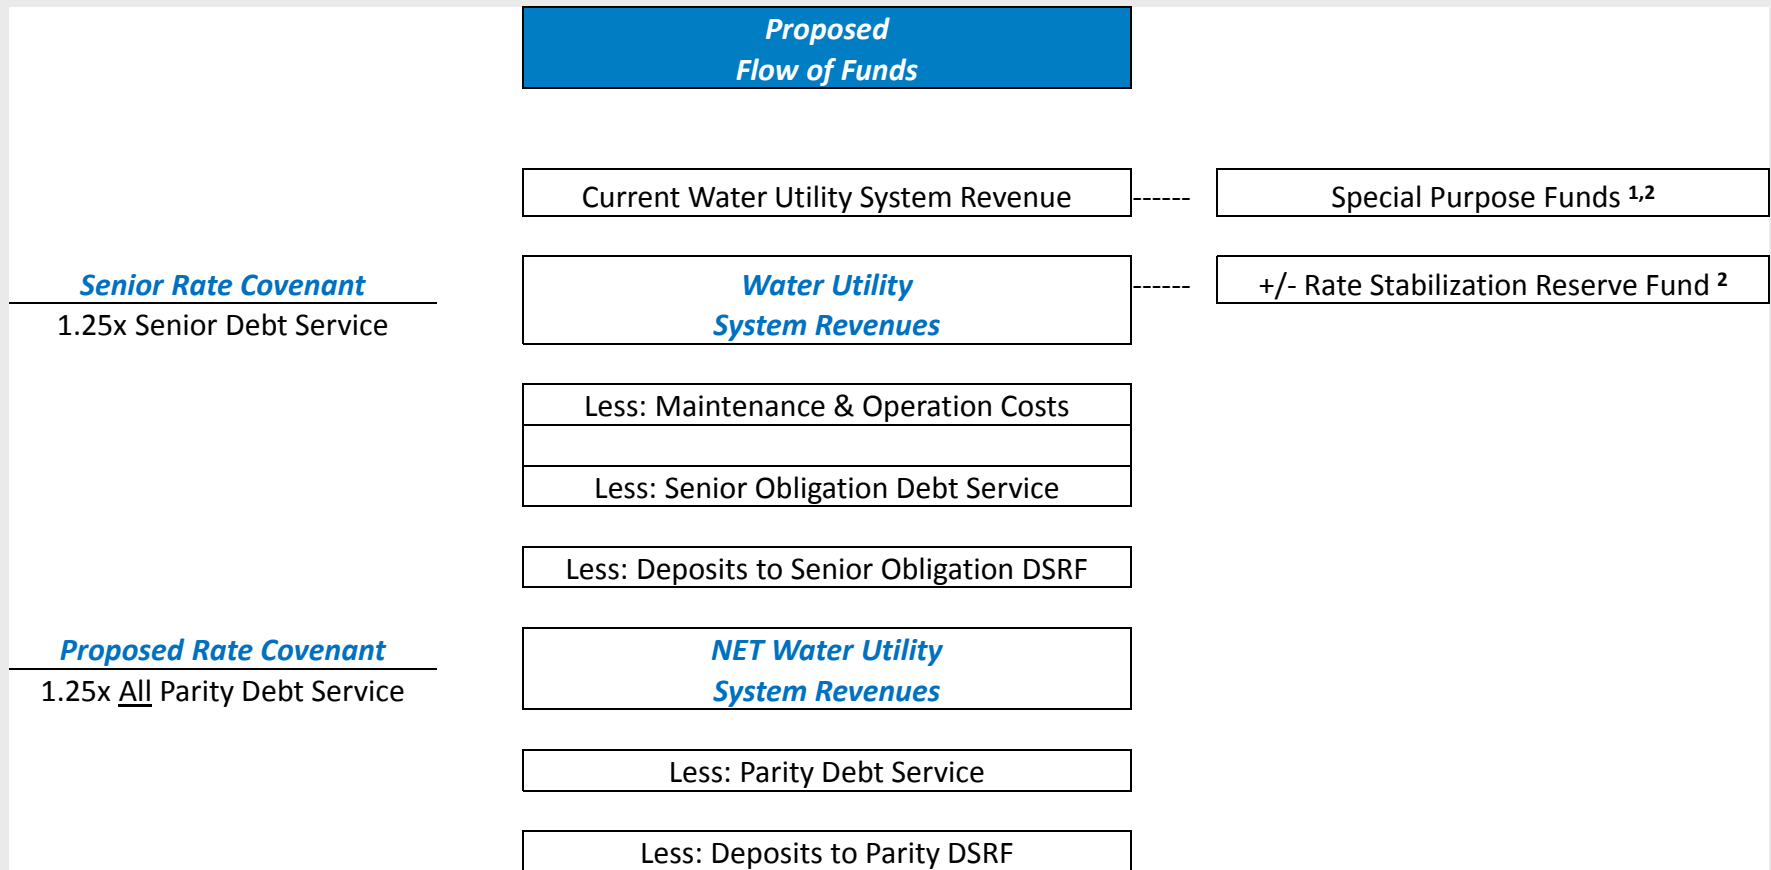 Proposed
Flow of Funds
Current Water Utility System Revenue ------ Special Purpose Funds 1,2
Senior Rate Covenant
1.25x Senior Debt Service
Water Utility
System Revenues
------ +/- Rate Stabilization Reserve Fund 2
Less: Maintenance & Operation Costs
Less: Senior Obligation Debt Service
Less: Deposits to Senior Obligation DSRF
Proposed Rate Covenant
1.25x All Parity Debt Service
NET Water Utility
System Revenues
Less: Parity Debt Service
Less: Deposits to Parity DSRF